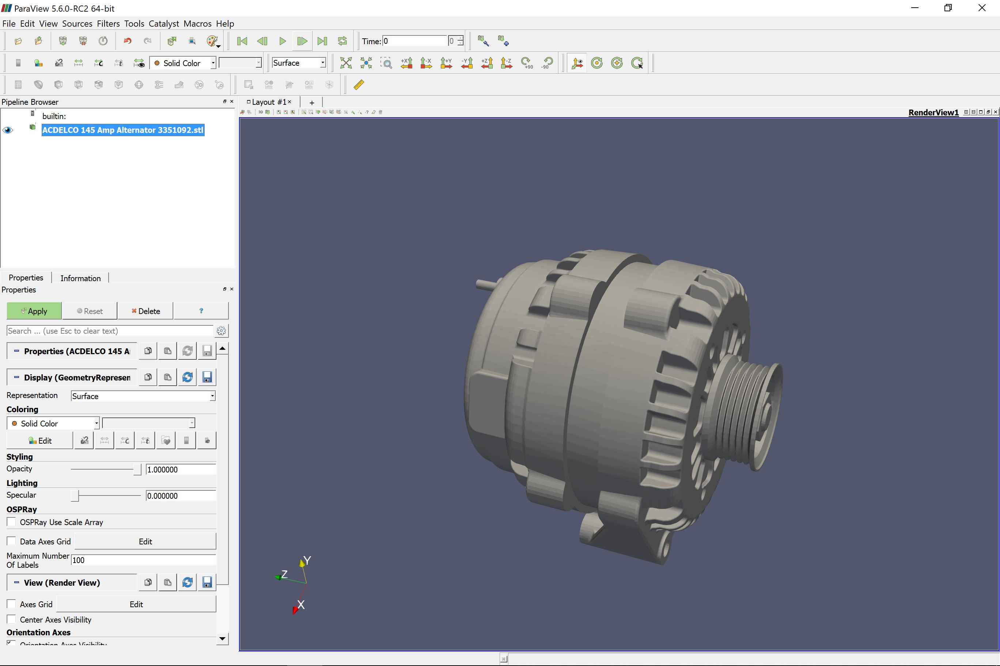 ParaView 5.6.0-RC2 64-bit
File Edit View Sources Filters Tools Catalyst Macros Help
Time: 0 0
Solid Color Surface +X -X +Y -Y +Z -Z +90 -90
Pipeline Browser
Layout #1 +
3D
RenderView1
builtin:
ACDELCO 145 Amp Alternator 3351092.stl
Properties Information
Properties
Apply Reset Delete ?
Search ... (use Esc to clear text)
Properties (ACDELCO 145 A
Display (GeometryRepresen
Representation Surface
Coloring
Solid Color
Edit
Styling
Opacity 1.000000
Lighting
Specular 0.000000
OSPRay
OSPRay Use Scale Array
Data Axes Grid Edit
Maximum Number
Of Labels 100
View (Render View)
Axes Grid Edit
Center Axes Visibility
Orientation Axes
Orientation Axes Visibility
Y
Z
X